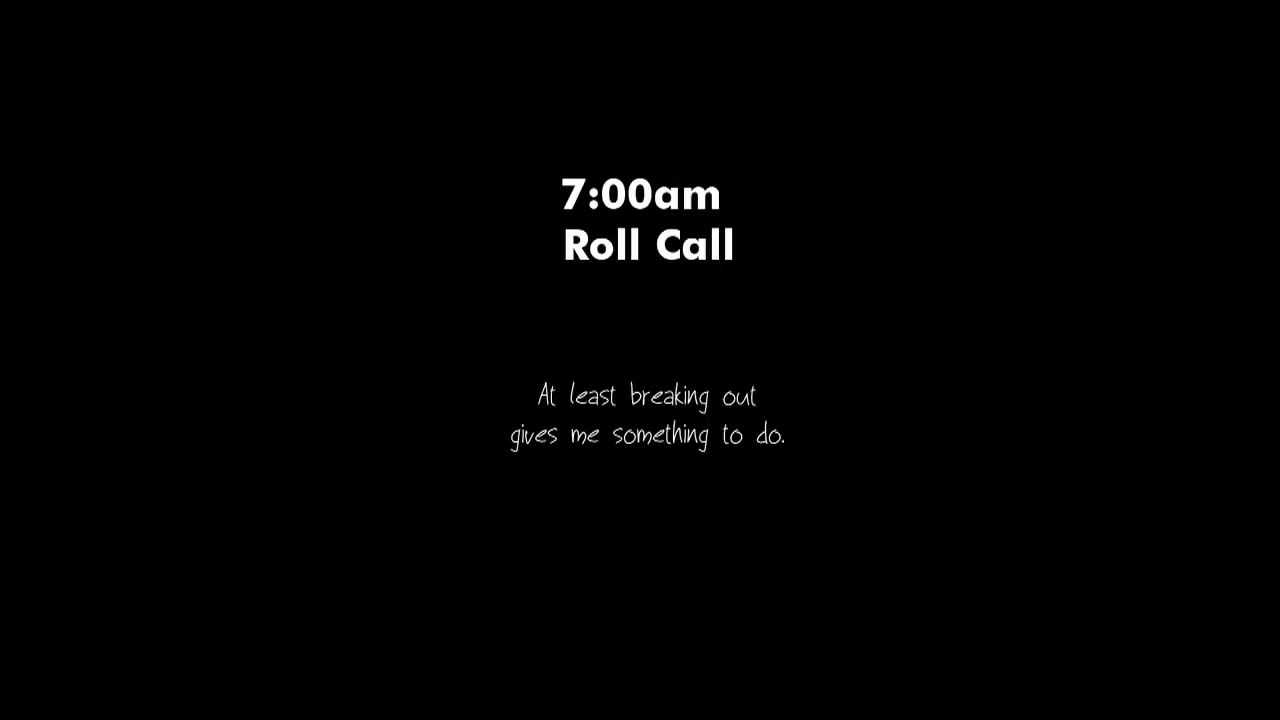 7:00am
Roll Call
At least breaking out
gives me something to do.